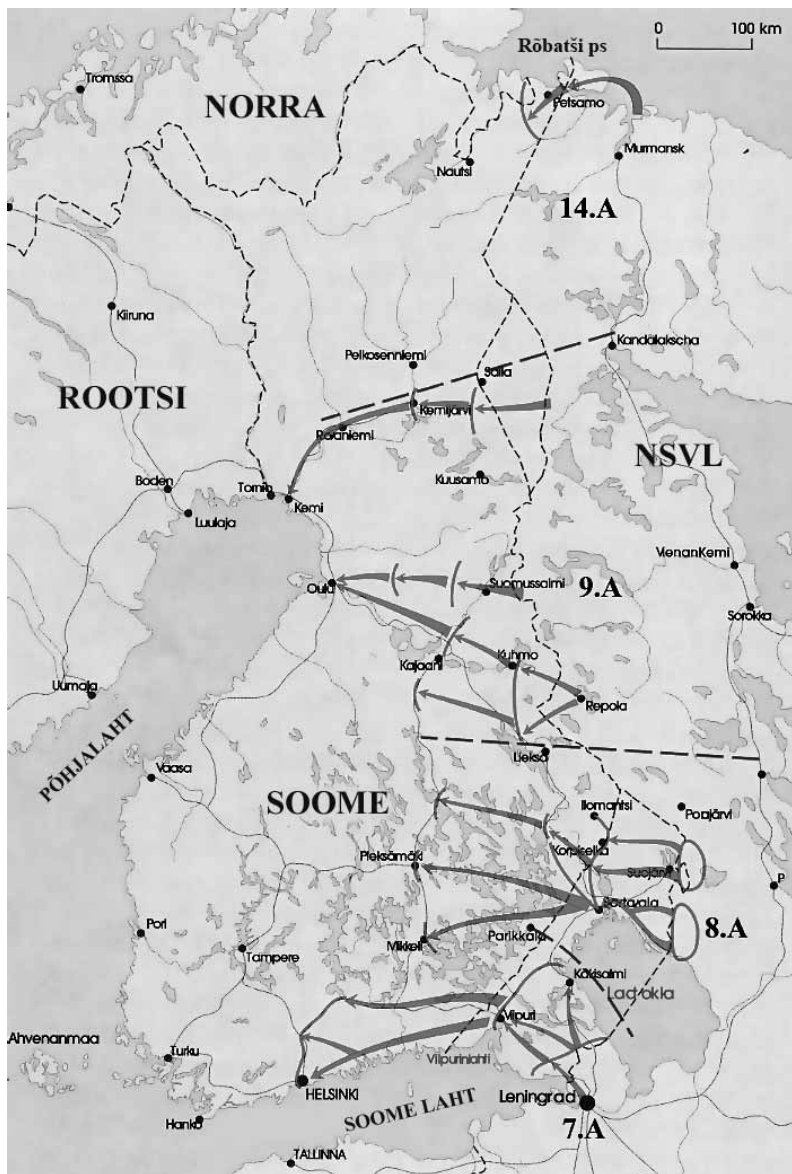 Rõbatši ps
0 100 km
Tromssa
NORRA
Petsamo
Nautsi
Murmansk
14.A
Kiiruna
Pelkosenniemi
Salla
Kandalakscha
ROOTSI
Kemijärvi
Rovaniemi
NSVL
Boden
Tornio
Kemi
Kuusamo
Luulaja
VienanKemi
Oulu
Suomussalmi
9.A
Sorokka
Uumaja
Kajaani
Kuhmo
Repola
PÕHJALAHT
Lieksa
Vaasa
SOOME
Ilomantsi
Porajärvi
Korpiselkä
Pieksämäki
Suojärvi
P
Sortavala
Pori
Mikkeli
Parikkala
8.A
Tampere
Käkisalmi
Laatokka
Viipuri
Ahvenanmaa
Turku
Viipurinlahti
HELSINKI
Leningrad
SOOME LAHT
Hanko
7.A
TALLINNA